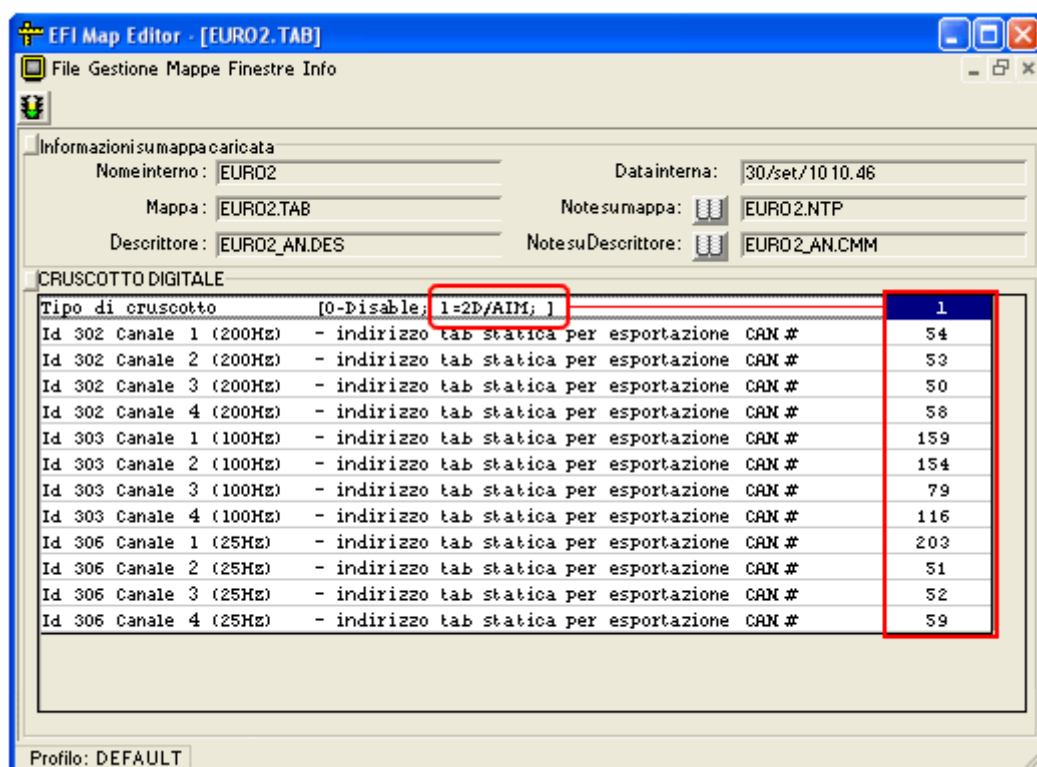 EFI Map Editor - [EURO2.TAB]
File Gestione Mappe Finestre Info
Informazioni su mappa caricata
Nome interno : EURO2 Data interna : 30/set/10 10.46
Mappa : EURO2.TAB Note su mappa : EURO2.NTP
Descrittore : EURO2_AN.DES Note su Descrittore : EURO2_AN.CMM
CRUSCOTTO DIGITALE
Tipo di cruscotto [0-Disable; 1=2D/AIM; ] 1
Id 302 Canale 1 (200Hz) - indirizzo tab statica per esportazione CAN # 54
Id 302 Canale 2 (200Hz) - indirizzo tab statica per esportazione CAN # 53
Id 302 Canale 3 (200Hz) - indirizzo tab statica per esportazione CAN # 50
Id 302 Canale 4 (200Hz) - indirizzo tab statica per esportazione CAN # 58
Id 303 Canale 1 (100Hz) - indirizzo tab statica per esportazione CAN # 159
Id 303 Canale 2 (100Hz) - indirizzo tab statica per esportazione CAN # 154
Id 303 Canale 3 (100Hz) - indirizzo tab statica per esportazione CAN # 79
Id 303 Canale 4 (100Hz) - indirizzo tab statica per esportazione CAN # 116
Id 306 Canale 1 (25Hz) - indirizzo tab statica per esportazione CAN # 203
Id 306 Canale 2 (25Hz) - indirizzo tab statica per esportazione CAN # 51
Id 306 Canale 3 (25Hz) - indirizzo tab statica per esportazione CAN # 52
Id 306 Canale 4 (25Hz) - indirizzo tab statica per esportazione CAN # 59
Profilo: DEFAULT